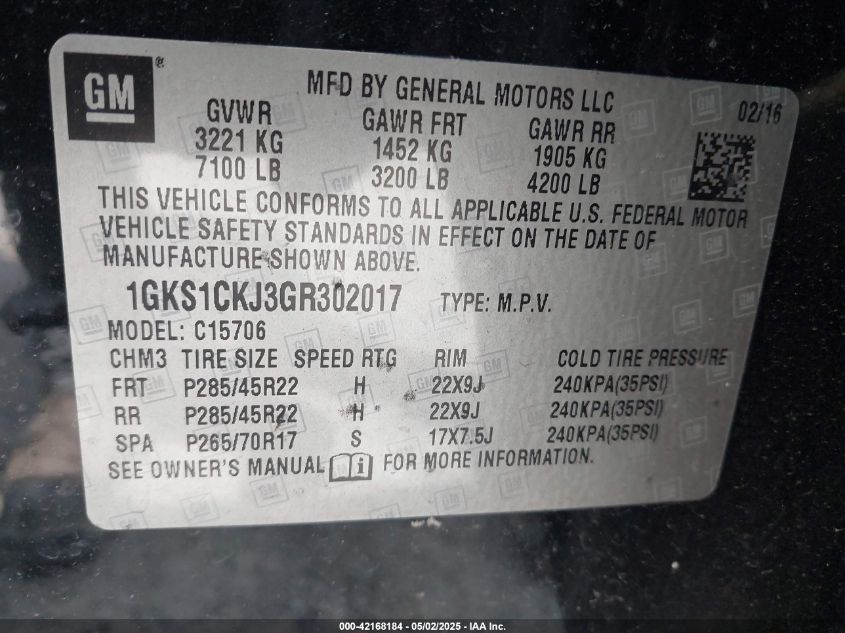 GM®
MFD BY GENERAL MOTORS LLC
02/16
GVWR GAWR FRT GAWR RR
3221 KG 1452 KG 1905 KG
7100 LB 3200 LB 4200 LB
THIS VEHICLE CONFORMS TO ALL APPLICABLE U.S. FEDERAL MOTOR
VEHICLE SAFETY STANDARDS IN EFFECT ON THE DATE OF
MANUFACTURE SHOWN ABOVE.
1GKS1CKJ3GR302017 TYPE: M.P.V.
MODEL: C15706
CHM3 TIRE SIZE SPEED RTG RIM COLD TIRE PRESSURE
FRT P285/45R22 H 22X9J 240KPA(35PSI)
RR P285/45R22 H 22X9J 240KPA(35PSI)
SPA P265/70R17 S 17X7.5J 240KPA(35PSI)
SEE OWNER'S MANUAL FOR MORE INFORMATION.
000-42168184 - 05/02/2025 - IAA Inc.